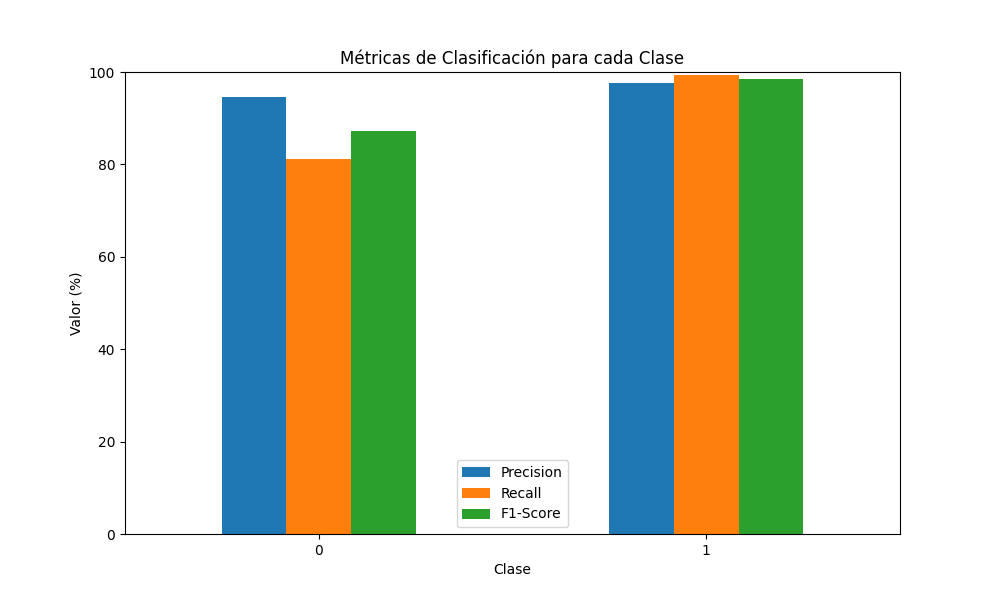 Métricas de Clasificación para cada Clase
Valor (%)
100
80
60
40
20
0
Precision
Recall
F1-Score
0
1
Clase